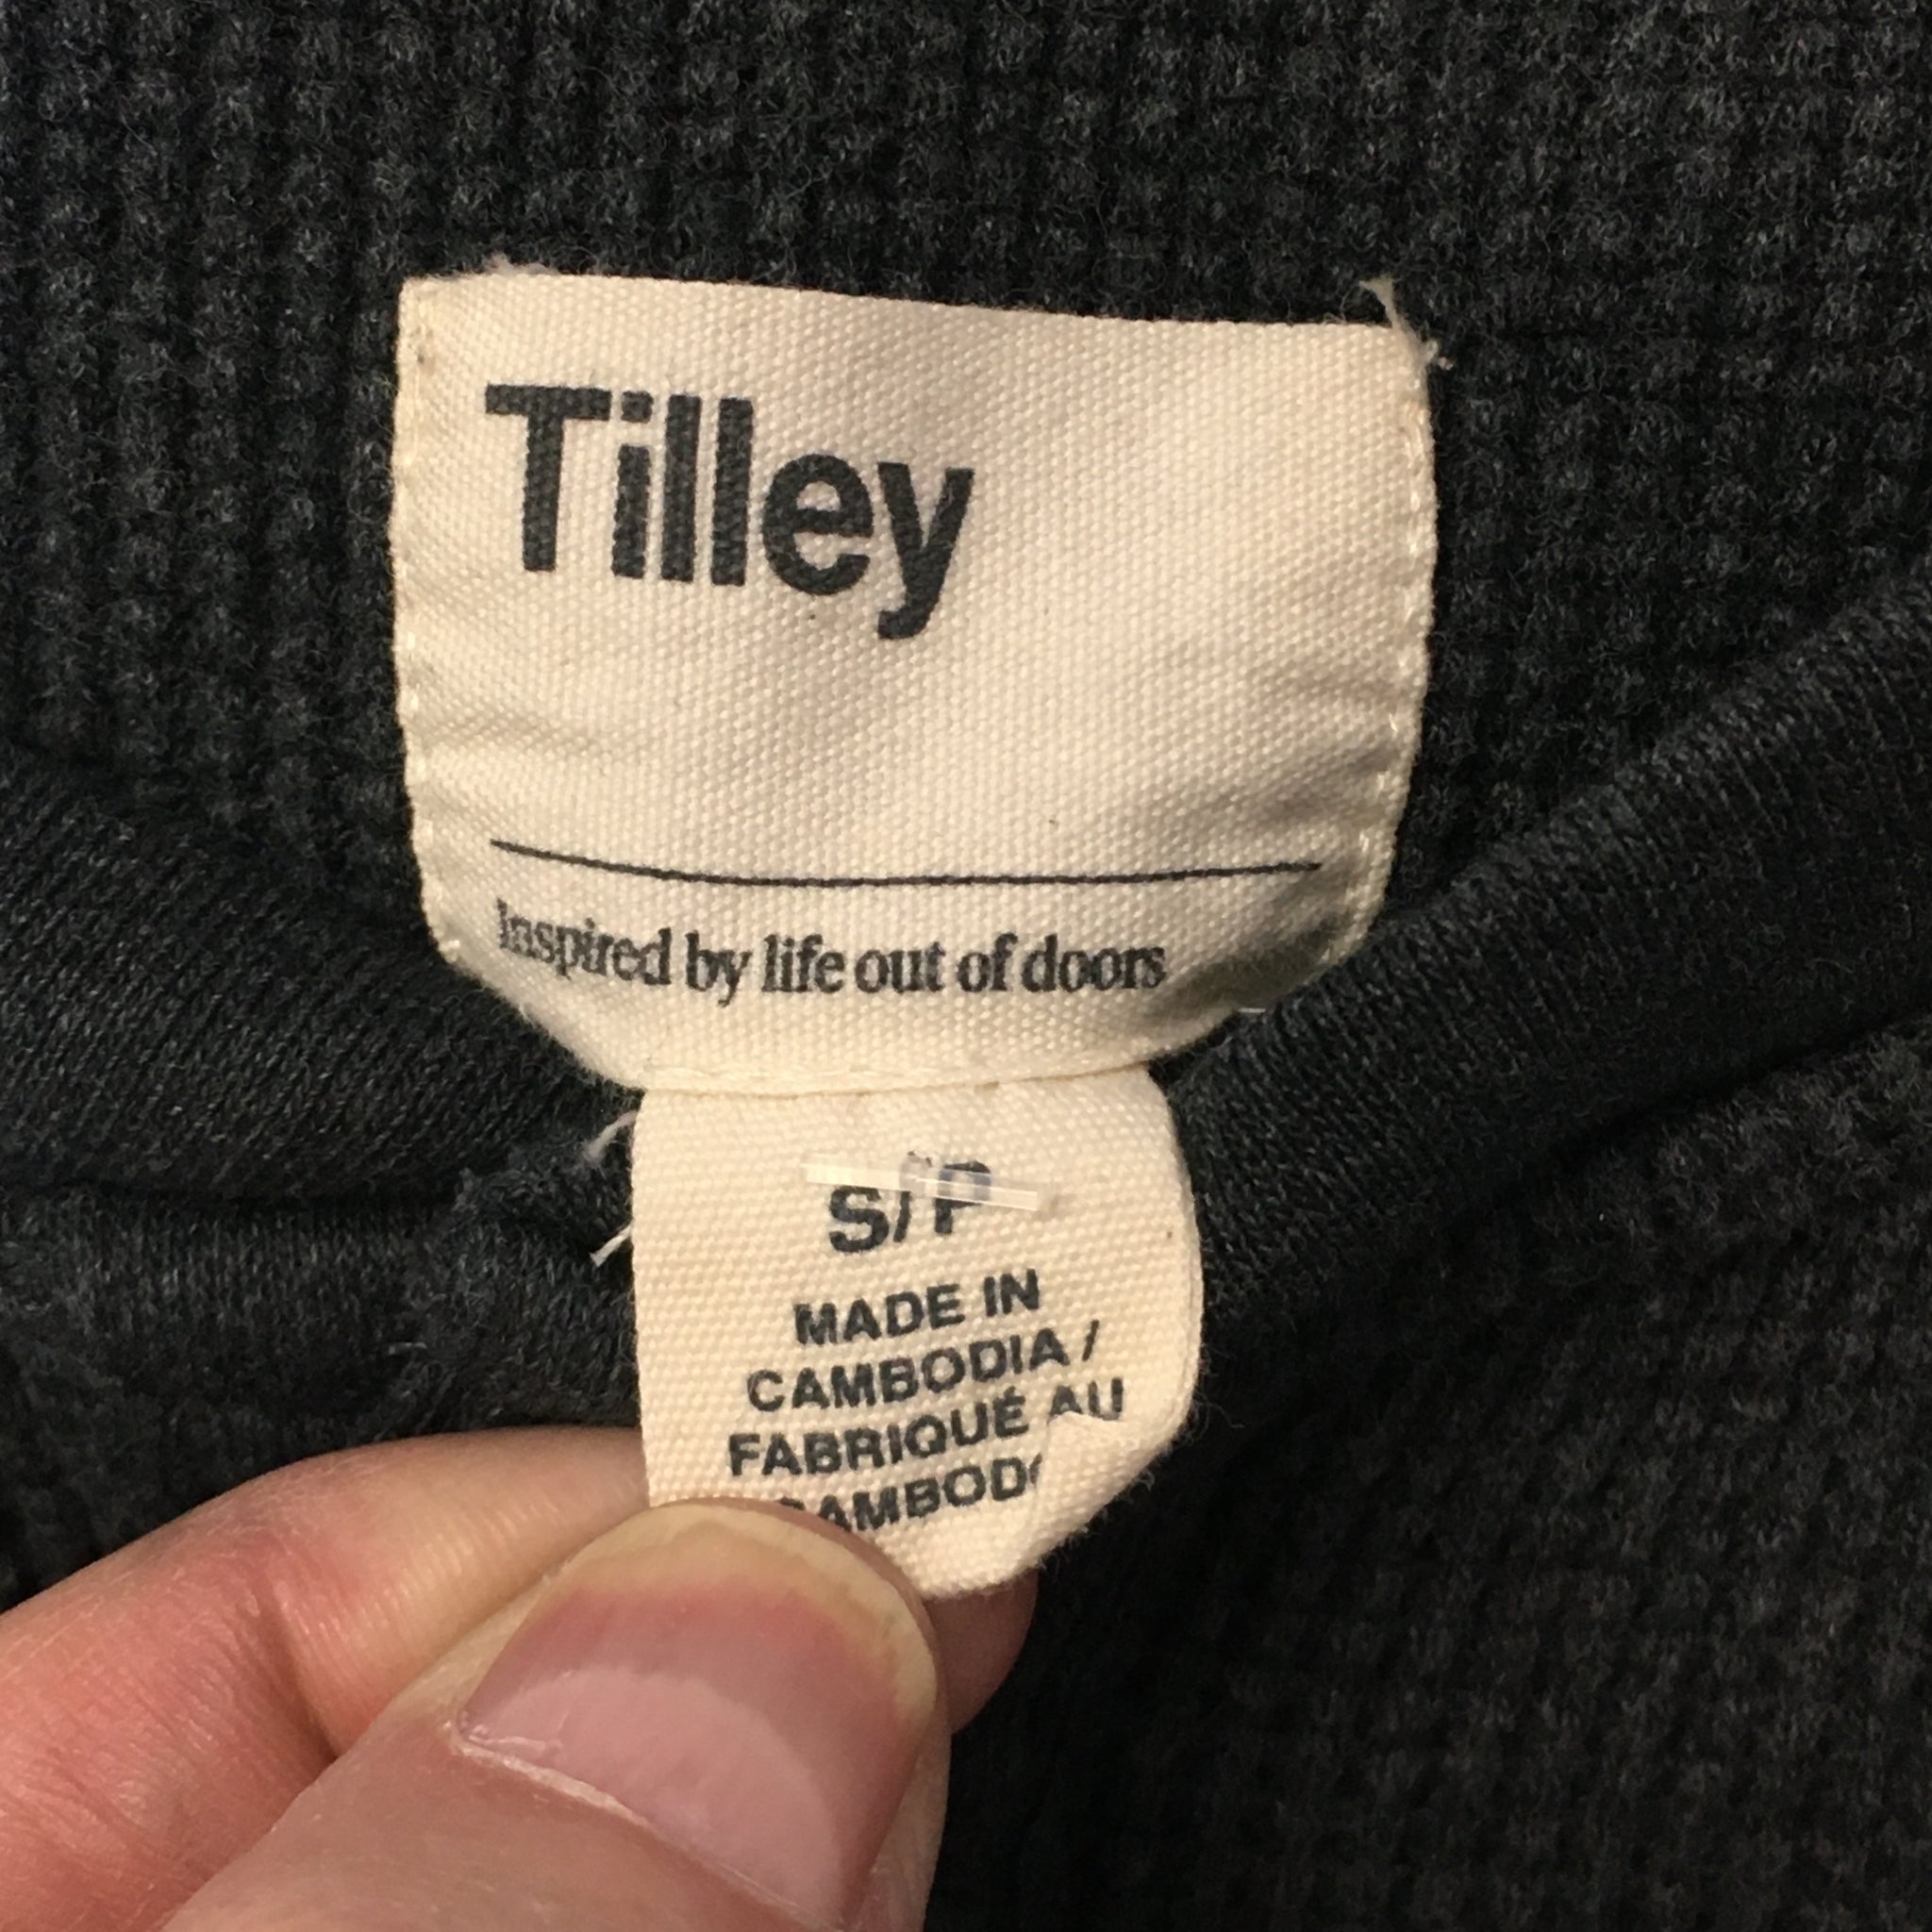 Tilley
Inspired by life out of doors
S/P
MADE IN
CAMBODIA /
FABRIQUÉ AU